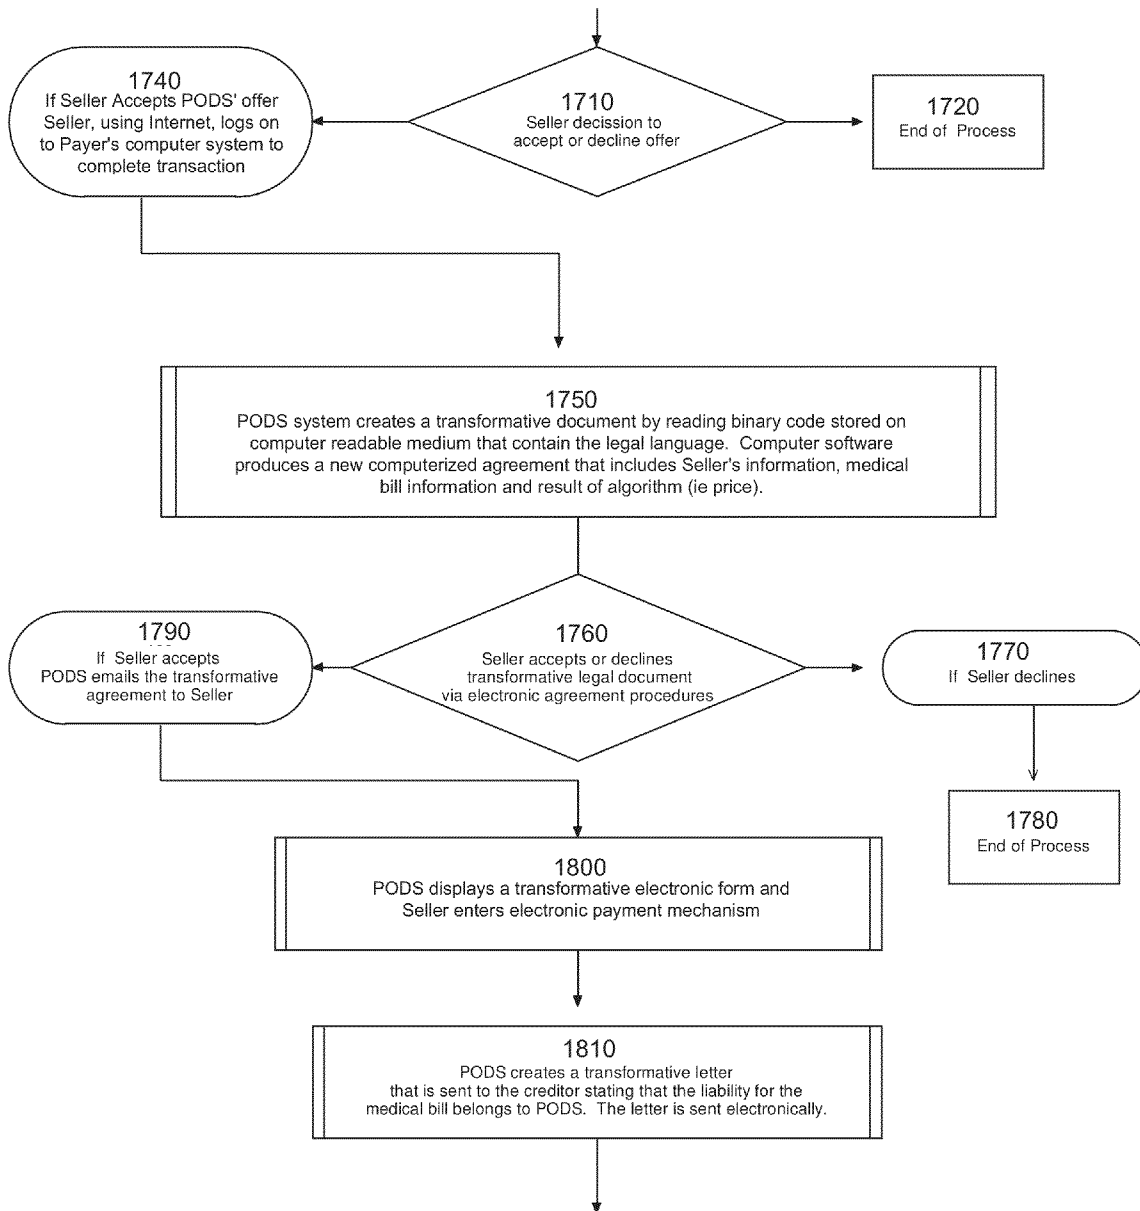 1740
If Seller Accepts PODS' offer
Seller, using Internet, logs on
to Payer's computer system to
complete transaction
1710
Seller decission to
accept or decline offer
1720
End of Process
1750
PODS system creates a transformative document by reading binary code stored on
computer readable medium that contain the legal language. Computer software
produces a new computerized agreement that includes Seller's information, medical
bill information and result of algorithm (ie price).
1790
If Seller accepts
PODS emails the transformative
agreement to Seller
1760
Seller accepts or declines
transformative legal document
via electronic agreement procedures
1770
If Seller declines
1780
End of Process
1800
PODS displays a transformative electronic form and
Seller enters electronic payment mechanism
1810
PODS creates a transformative letter
that is sent to the creditor stating that the liability for the
medical bill belongs to PODS. The letter is sent electronically.